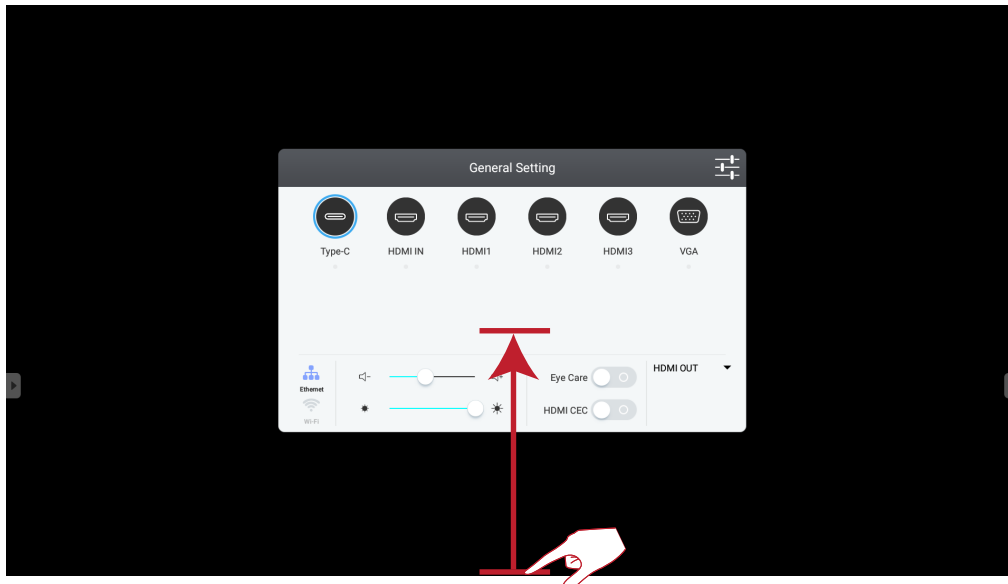 General Setting
Type-C
HDMI IN
HDMI1
HDMI2
HDMI3
VGA
Ethernet
Wi-Fi
Eye Care
HDMI CEC
HDMI OUT